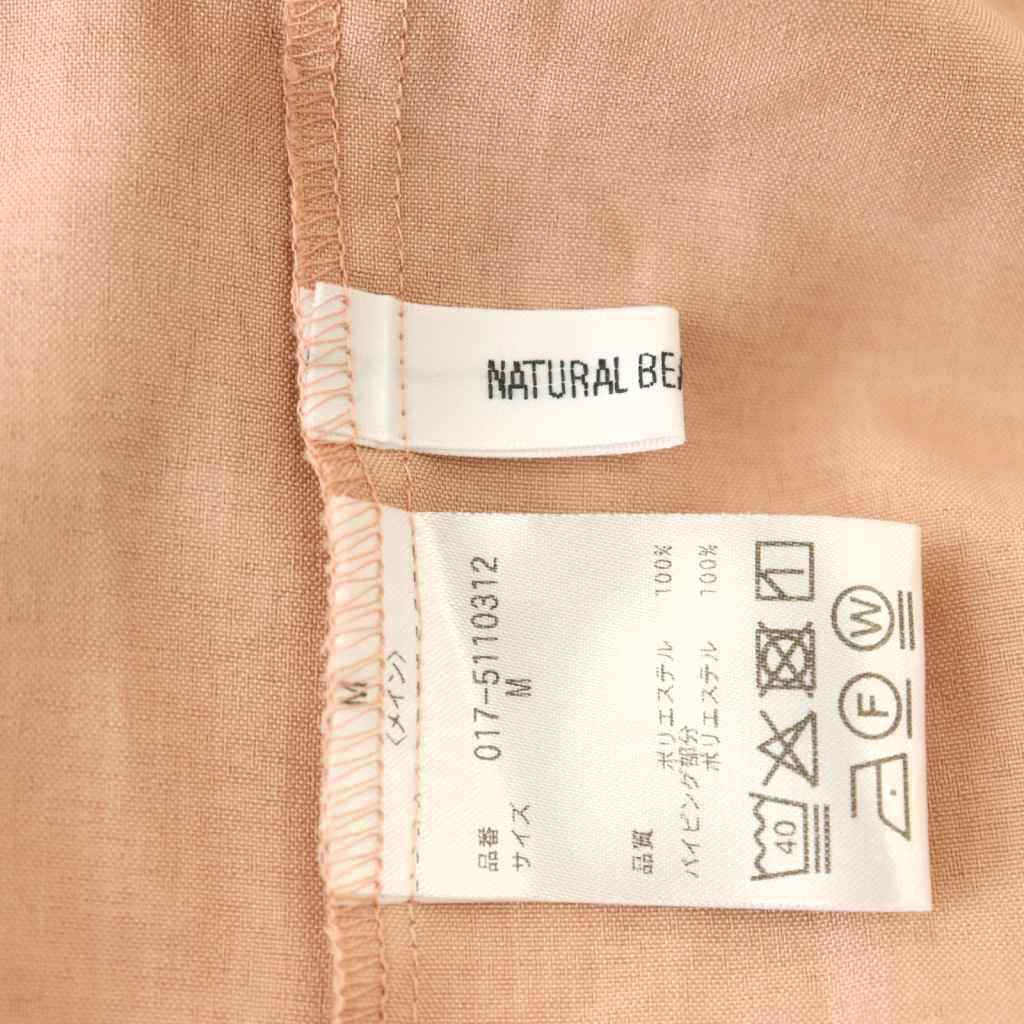 NATURAL BEA
M
〈メイン〉
品番 017-5110312
サイズ M
品質 ポリエステル 100%
パイピング部分
ポリエステル 100%
40
W
F